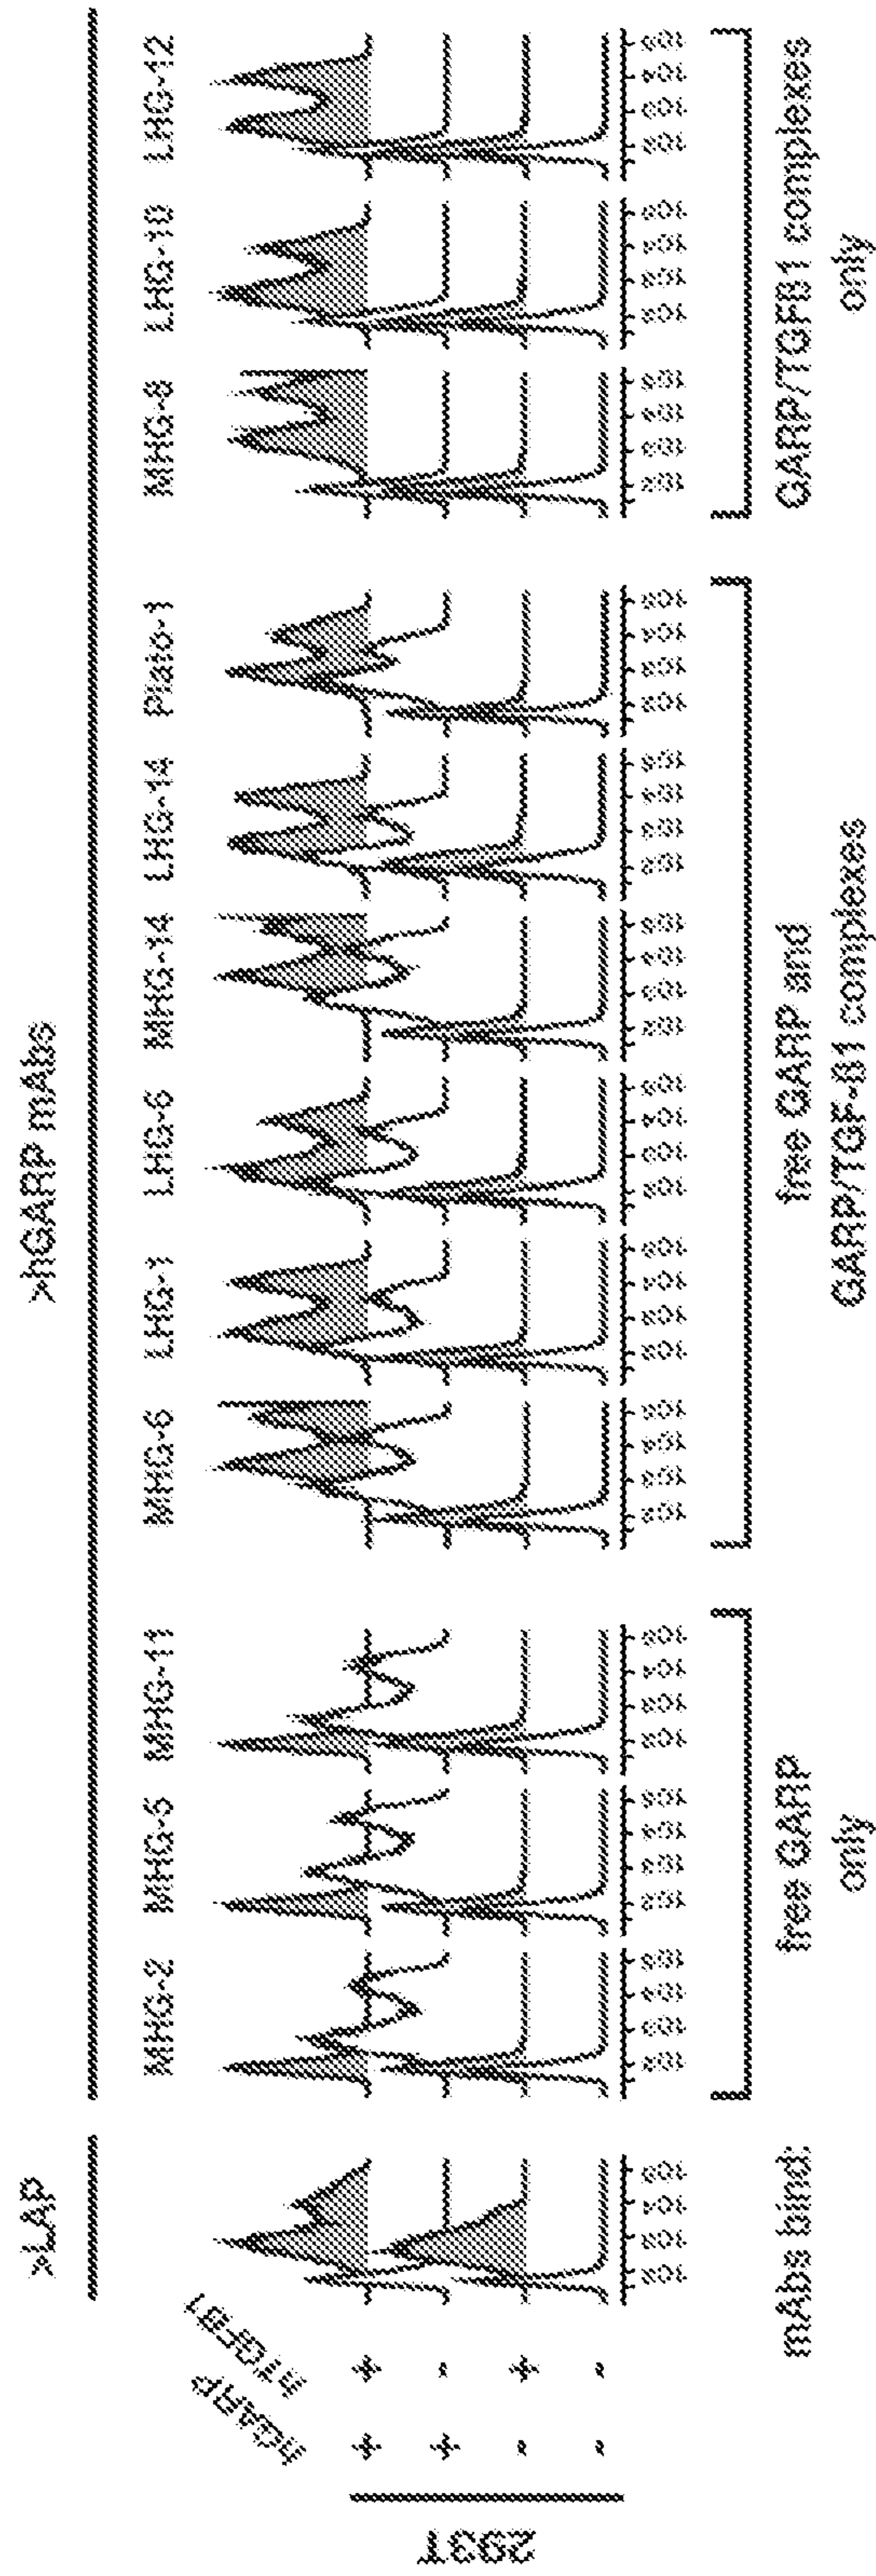 >LAP
>hGARP mAbs
MHG-2
MHG-5
MHG-11
MHG-6
LHG-1
LHG-6
MHG-14
LHG-14
Plato-1
MHG-8
LHG-10
LHG-12
hGARP
hTGFB1
293T
+ +
+ -
- +
- -
mAbs bind:
free GARP
only
free GARP and
GARP/TGF-β1 complexes
GARP/TGFB1 complexes
only